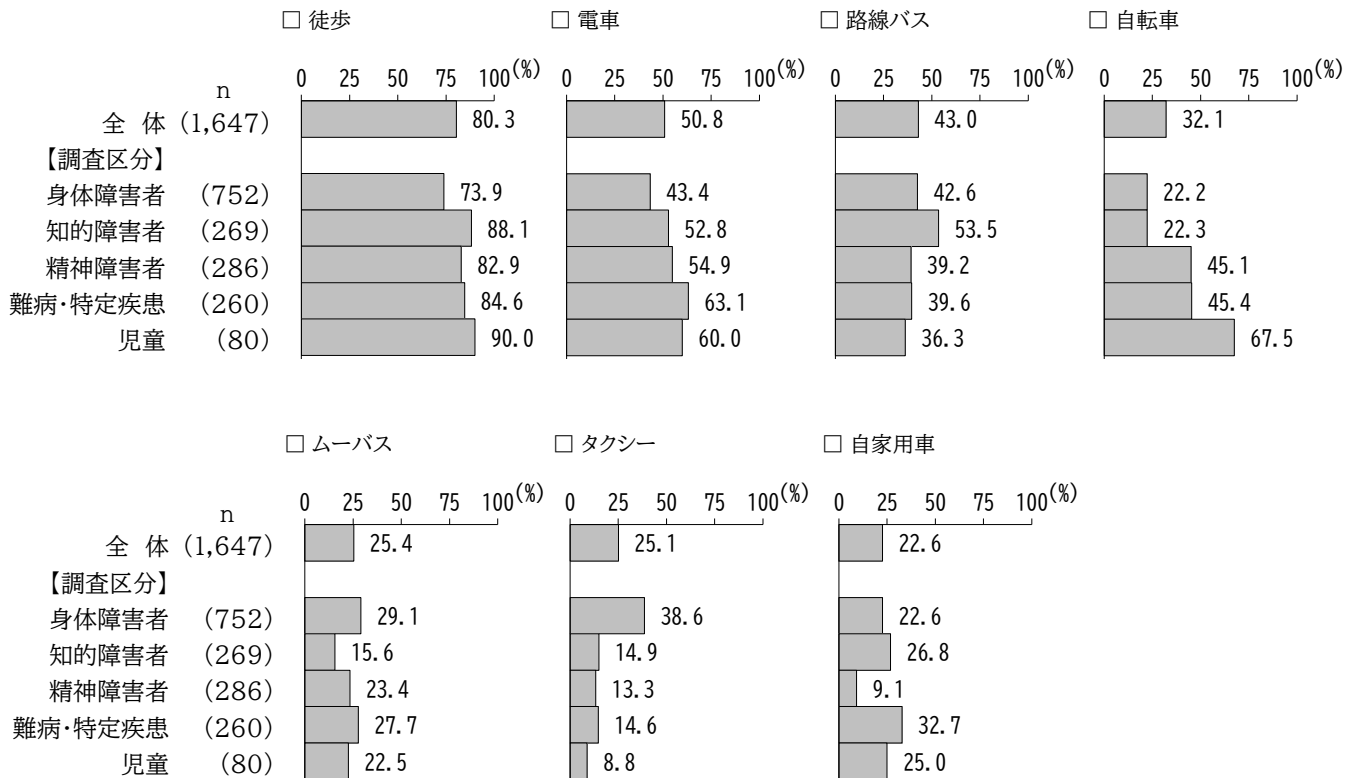 □ 徒歩 □ 電車 □ 路線バス □ 自転車
0 25 50 75 100(%) 0 25 50 75 100(%) 0 25 50 75 100(%) 0 25 50 75 100(%)
n
全 体 (1,647) 80.3 50.8 43.0 32.1
【調査区分】
身体障害者 (752) 73.9 43.4 42.6 22.2
知的障害者 (269) 88.1 52.8 53.5 22.3
精神障害者 (286) 82.9 54.9 39.2 45.1
難病・特定疾患 (260) 84.6 63.1 39.6 45.4
児童 (80) 90.0 60.0 36.3 67.5
□ ムーバス □ タクシー □ 自家用車
0 25 50 75 100(%) 0 25 50 75 100(%) 0 25 50 75 100(%)
n
全 体 (1,647) 25.4 25.1 22.6
【調査区分】
身体障害者 (752) 29.1 38.6 22.6
知的障害者 (269) 15.6 14.9 26.8
精神障害者 (286) 23.4 13.3 9.1
難病・特定疾患 (260) 27.7 14.6 32.7
児童 (80) 22.5 8.8 25.0